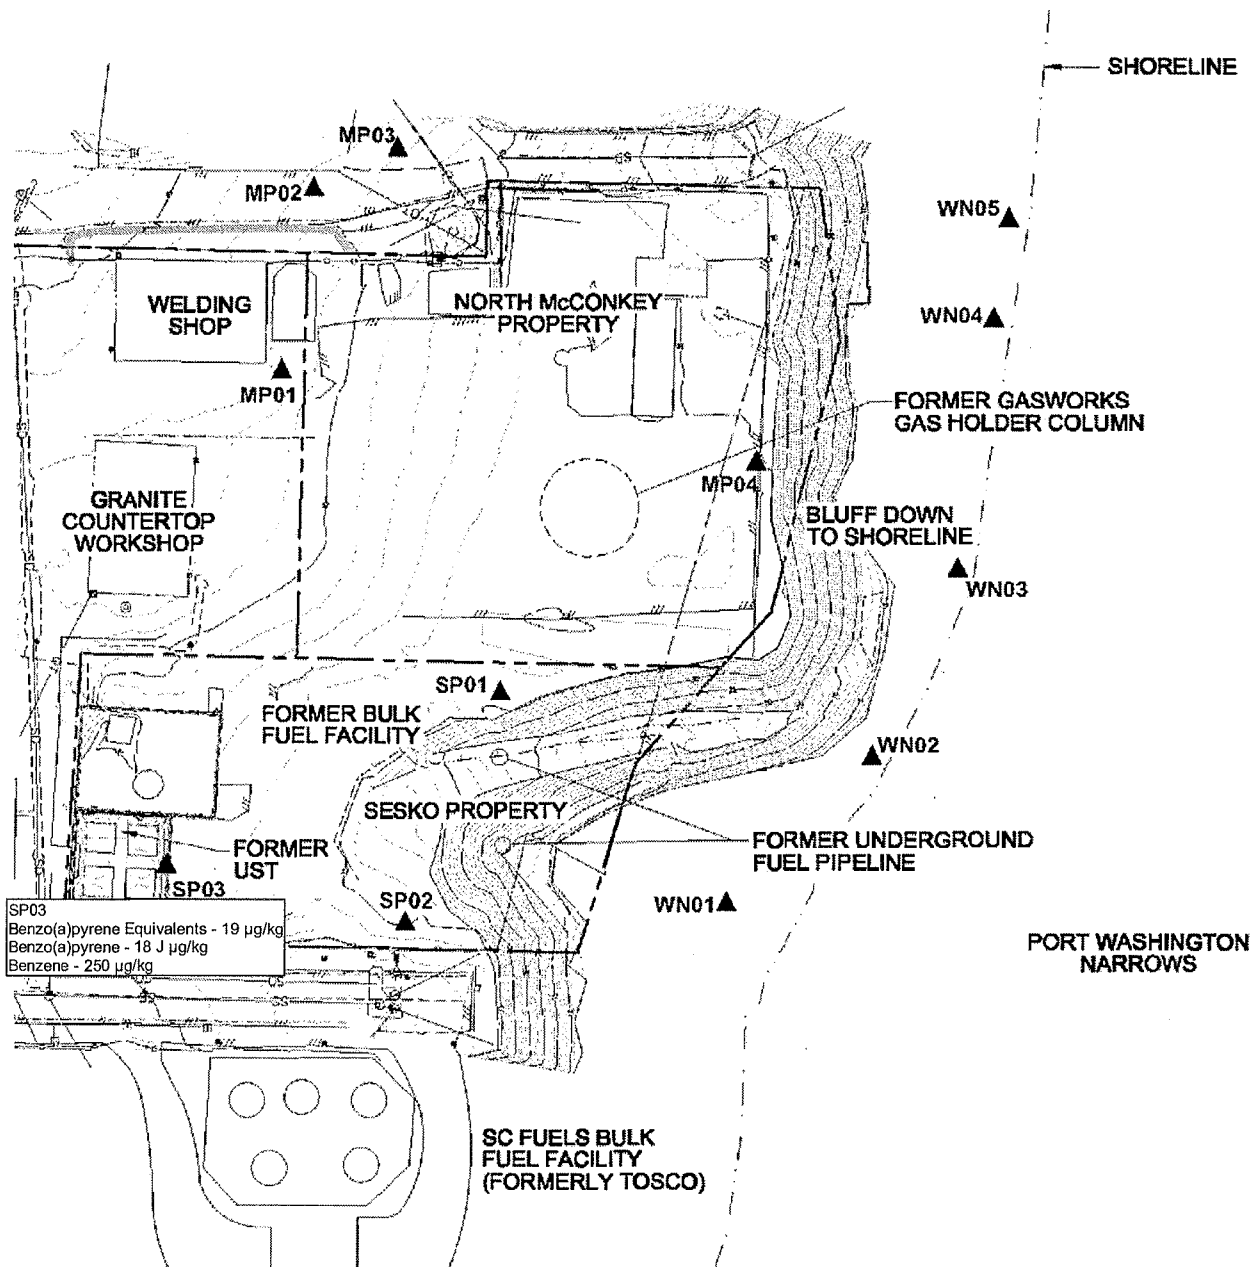 SHORELINE
MP03
MP02
WN05
WELDING
SHOP
NORTH McCONKEY
PROPERTY
WN04
MP01
FORMER GASWORKS
GAS HOLDER COLUMN
MP04
GRANITE
COUNTERTOP
WORKSHOP
BLUFF DOWN
TO SHORELINE
WN03
SP01
FORMER BULK
FUEL FACILITY
WN02
SESKO PROPERTY
FORMER
UST
FORMER UNDERGROUND
FUEL PIPELINE
SP03
SP02
WN01
SP03
Benzo(a)pyrene Equivalents - 19 µg/kg
Benzo(a)pyrene - 18 J µg/kg
Benzene - 250 µg/kg
PORT WASHINGTON
NARROWS
SC FUELS BULK
FUEL FACILITY
(FORMERLY TOSCO)